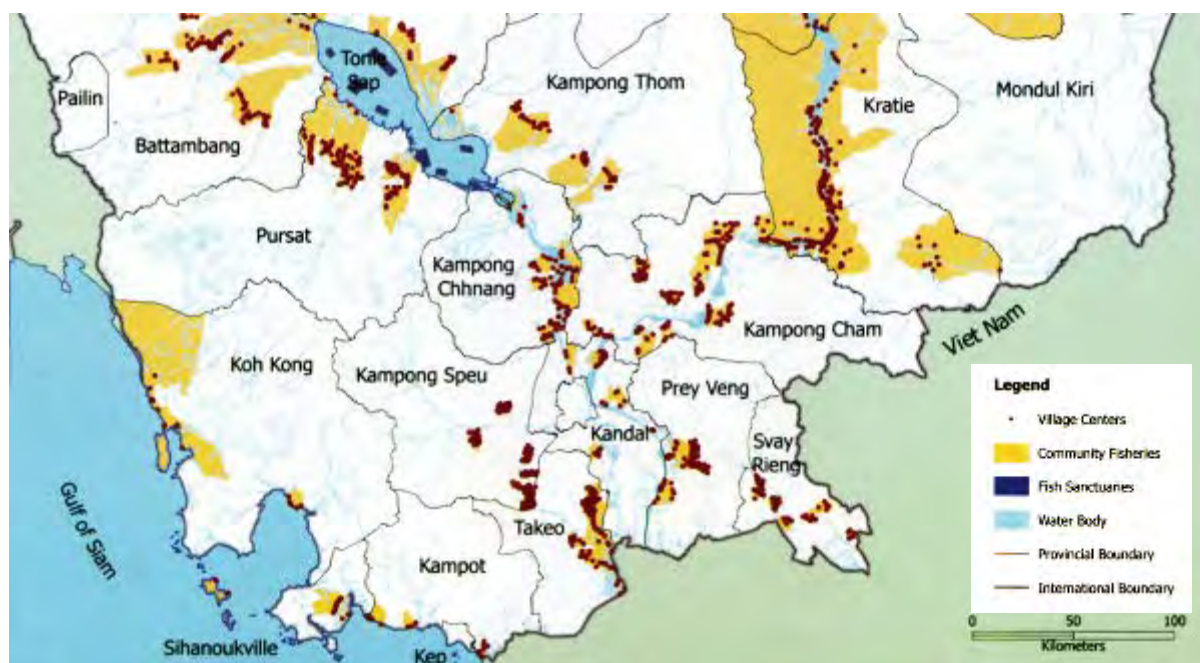 Tonle
Sap
Kampong Thom
Mondul Kiri
Pailin
Kratie
Battambang
Pursat
Kampong
Chhnang
Kampong Cham
Viet Nam
Koh Kong
Kampong Speu
Prey Veng
Kandal
Svay
Rieng
Gulf of Siam
Takeo
Kampot
Sihanoukville
Kep
Legend
Village Centers
Community Fisheries
Fish Sanctuaries
Water Body
Provincial Boundary
International Boundary
0 50 100
Kilometers